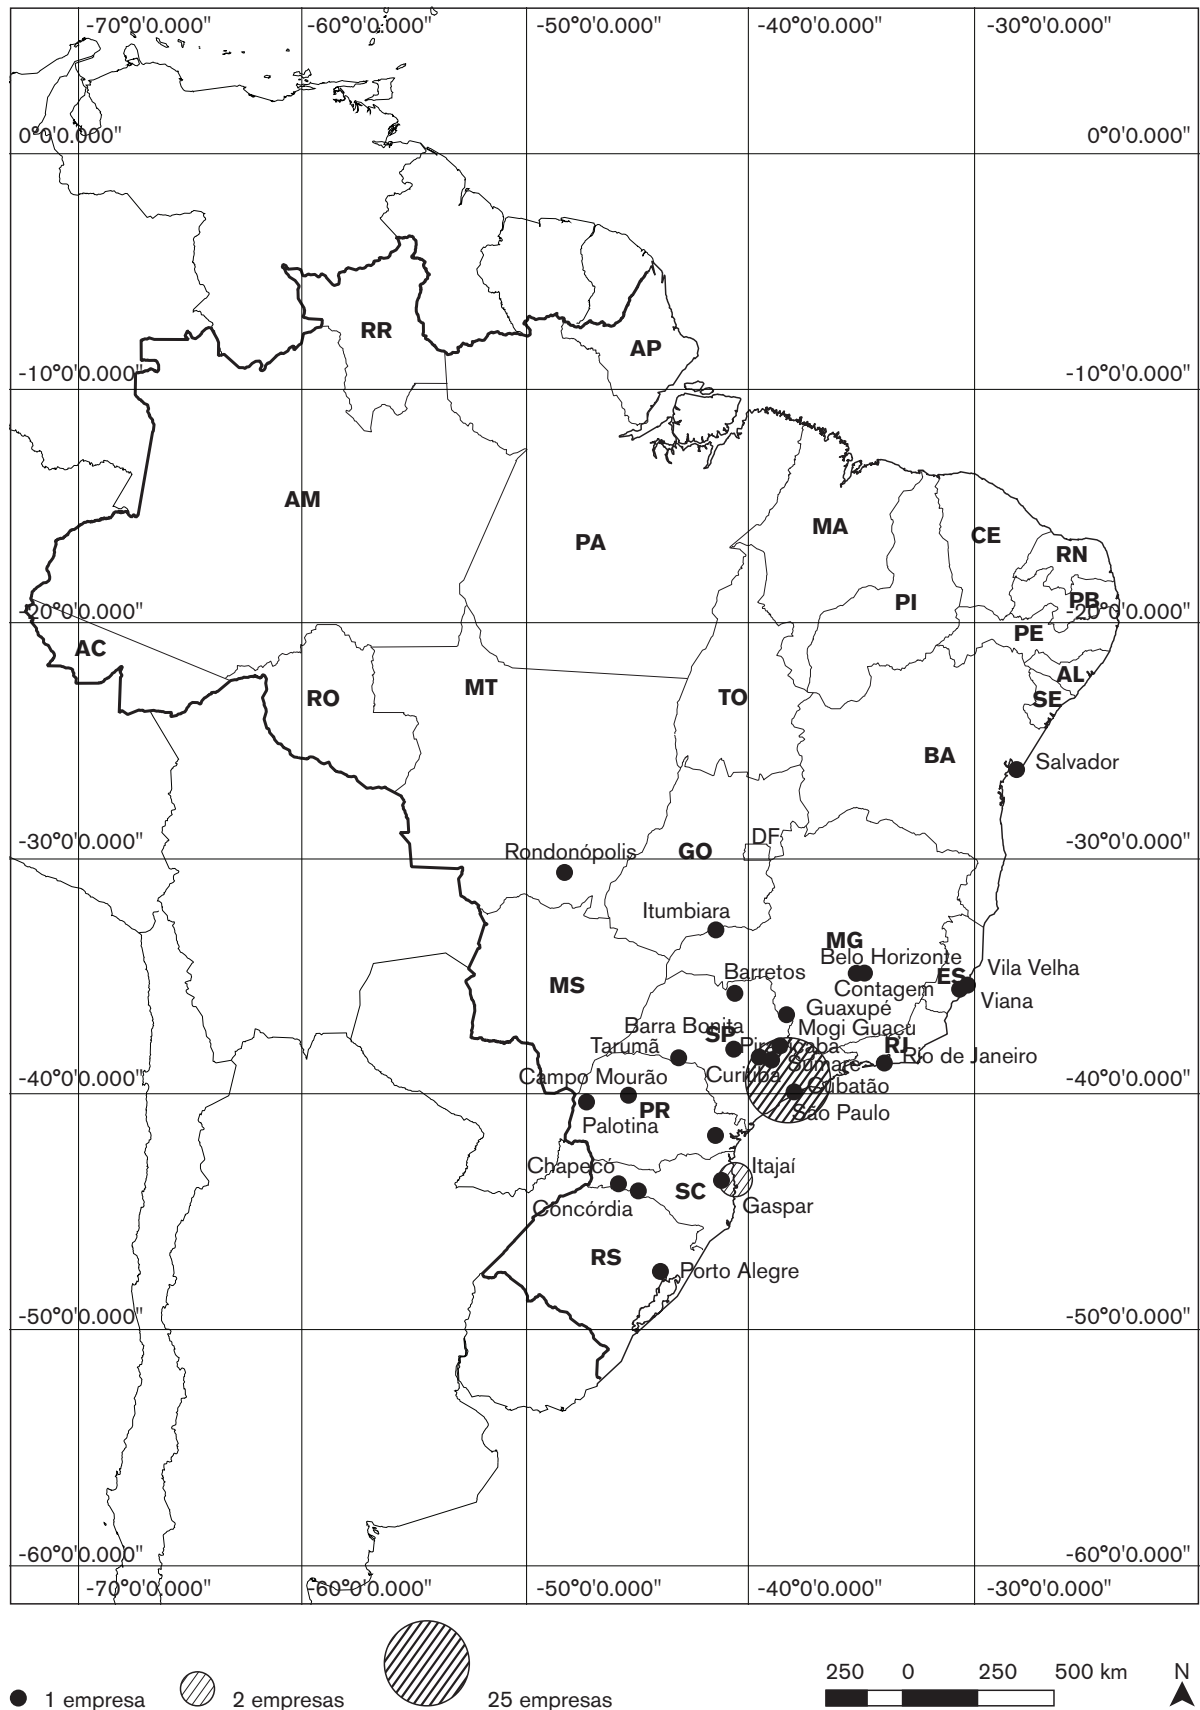 -70°0'0.000" -60°0'0.000" -50°0'0.000" -40°0'0.000" -30°0'0.000"
0°0'0.000" 0°0'0.000"
RR
AP
-10°0'0.000" -10°0'0.000"
AM
MA
CE
PA
RN
PI
PB
-20°0'0.000" -20°0'0.000"
PE
AC
AL
MT
RO
TO
SE
BA
Salvador
DF
-30°0'0.000" -30°0'0.000"
Rondonópolis
GO
Itumbiara
MG
Belo Horizonte
Vila Velha
Barretos
ES
MS
Contagem
Viana
Guaxupé
Barra Bonita
Mogi Guaçu
SP
Tarumã
Piracicaba
RJ
Rio de Janeiro
Sumaré
Campo Mourão
Curitiba
-40°0'0.000" -40°0'0.000"
Cubatão
PR
São Paulo
Palotina
Chapecó
Itajaí
SC
Concórdia
Gaspar
RS
Porto Alegre
-50°0'0.000" -50°0'0.000"
-60°0'0.000" -60°0'0.000"
-70°0'0.000" -60°0'0.000" -50°0'0.000" -40°0'0.000" -30°0'0.000"
250 0 250 500 km N
1 empresa 2 empresas 25 empresas